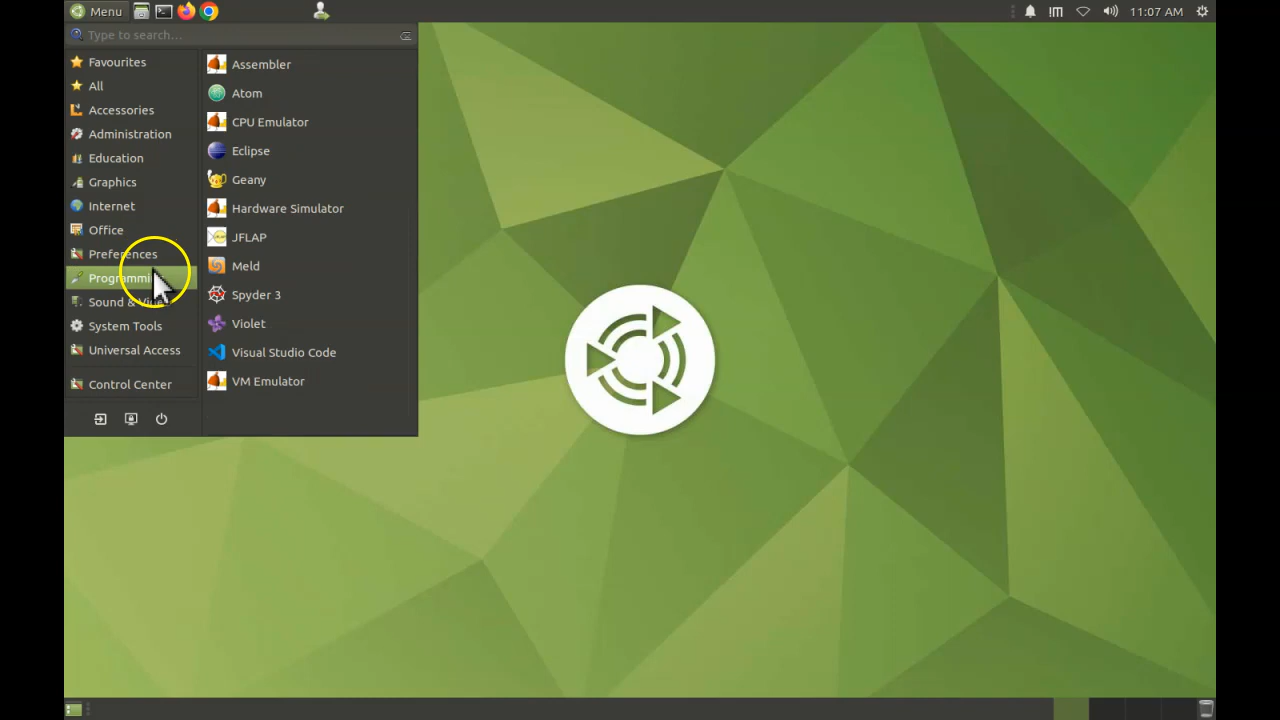 Menu
11:07 AM
Type to search...
Favourites
All
Accessories
Administration
Education
Graphics
Internet
Office
Preferences
Sound &
System Tools
Universal Access
Control Center
Assembler
Atom
CPU Emulator
Eclipse
Geany
Hardware Simulator
JFLAP
Meld
Spyder 3
Violet
Visual Studio Code
VM Emulator